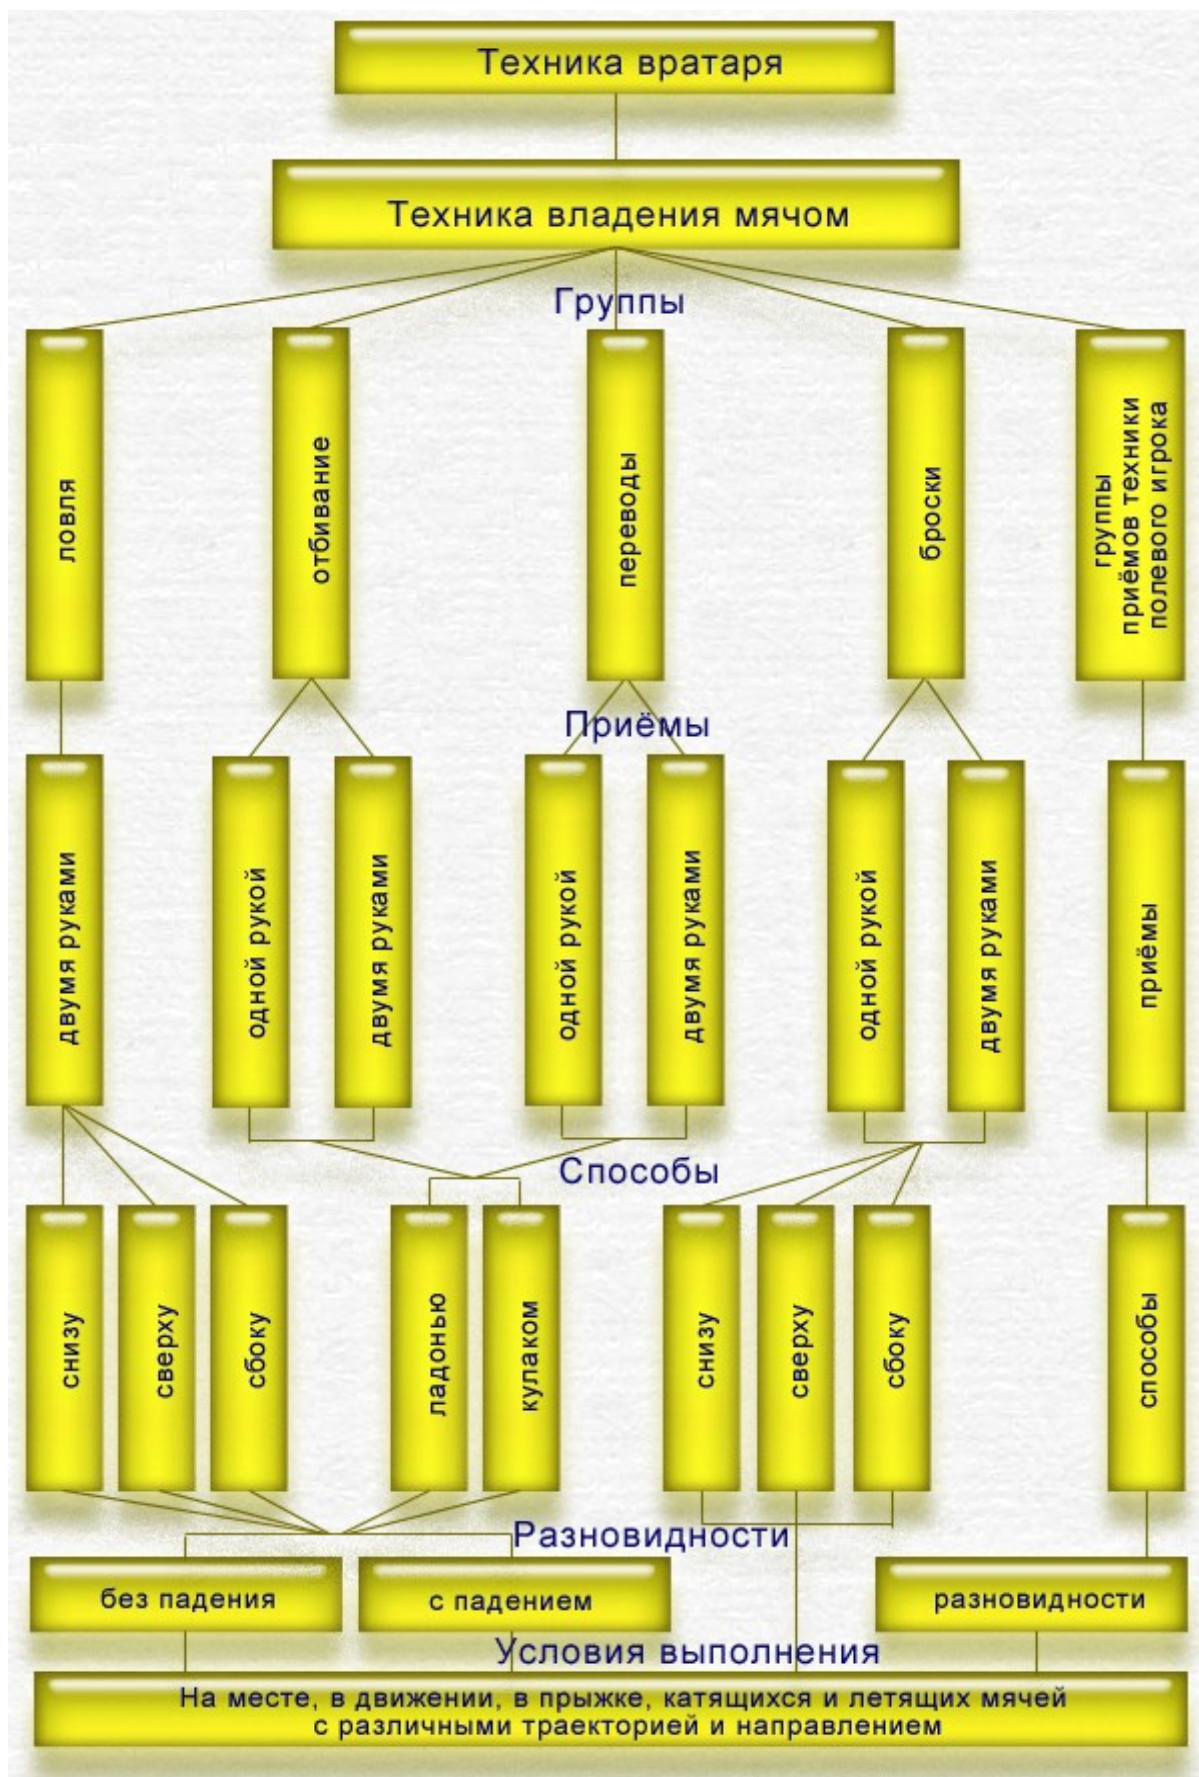 Техника вратаря
Техника владения мячом
Группы
ловля
отбивание
переводы
броски
группы
приёмов техники
полевого игрока
Приёмы
двумя руками
одной рукой
двумя руками
одной рукой
двумя руками
одной рукой
двумя руками
приёмы
Способы
снизу
сверху
сбоку
ладонью
кулаком
снизу
сверху
сбоку
способы
Разновидности
без падения
с падением
разновидности
Условия выполнения
На месте, в движении, в прыжке, катящихся и летящих мячей
с различными траекторией и направлением